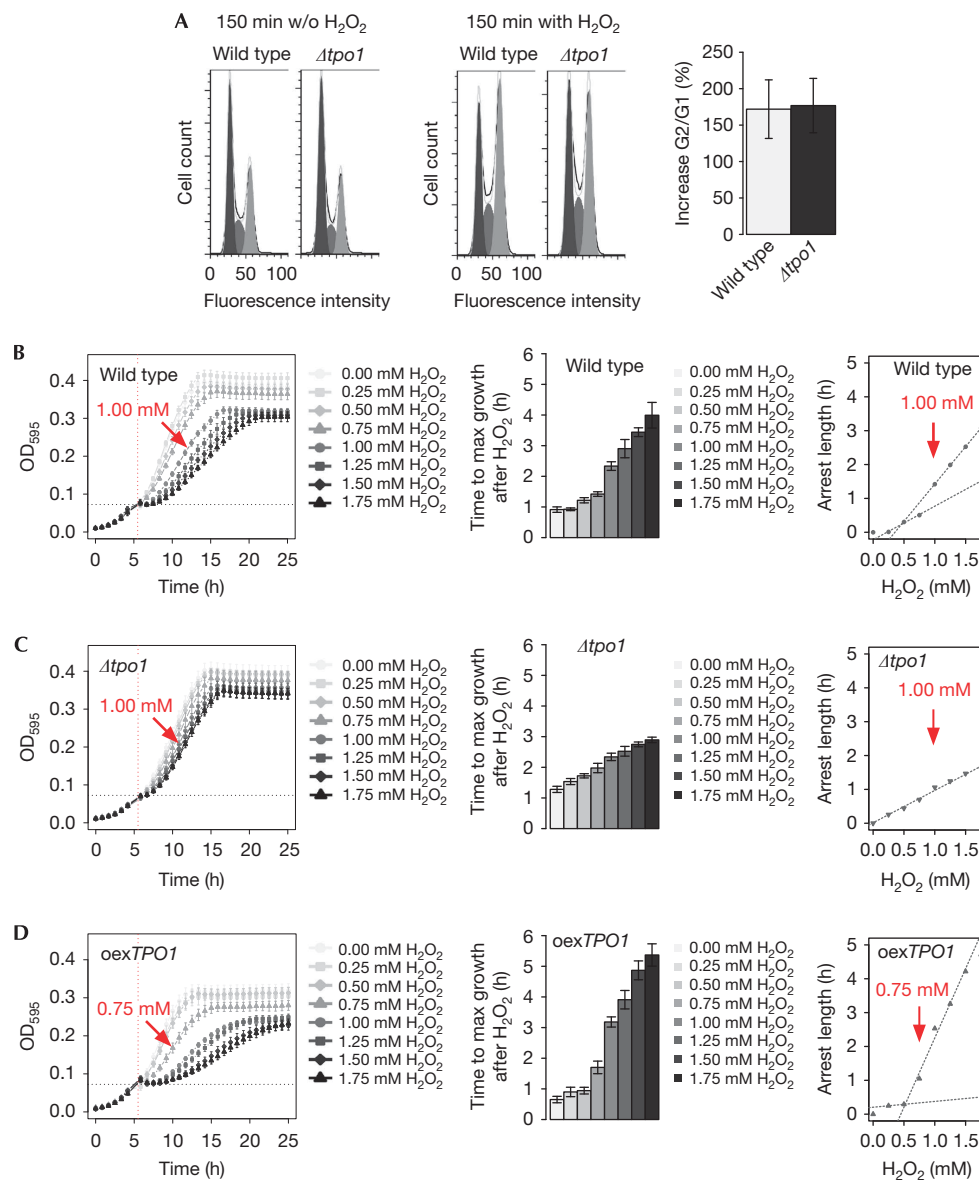 A
150 min w/o H₂O₂
150 min with H₂O₂
Wild type
Δtpo1
Wild type
Δtpo1
Cell count
Cell count
0 50 100
0 50 100
Fluorescence intensity
Fluorescence intensity
Increase G2/G1 (%)
250
200
150
100
50
0
Wild type
Δtpo1
B
Wild type
1.00 mM
OD₅₉₅
0.4
0.3
0.2
0.1
0.0
0 5 10 15 20 25
Time (h)
0.00 mM H₂O₂
0.25 mM H₂O₂
0.50 mM H₂O₂
0.75 mM H₂O₂
1.00 mM H₂O₂
1.25 mM H₂O₂
1.50 mM H₂O₂
1.75 mM H₂O₂
Wild type
Time to max growth
after H₂O₂ (h)
6
5
4
3
2
1
0
0.00 mM H₂O₂
0.25 mM H₂O₂
0.50 mM H₂O₂
0.75 mM H₂O₂
1.00 mM H₂O₂
1.25 mM H₂O₂
1.50 mM H₂O₂
1.75 mM H₂O₂
Wild type
1.00 mM
Arrest length (h)
5
4
3
2
1
0
0.0 0.5 1.0 1.5
H₂O₂ (mM)
C
Δtpo1
1.00 mM
OD₅₉₅
0.4
0.3
0.2
0.1
0.0
0 5 10 15 20 25
Time (h)
0.00 mM H₂O₂
0.25 mM H₂O₂
0.50 mM H₂O₂
0.75 mM H₂O₂
1.00 mM H₂O₂
1.25 mM H₂O₂
1.50 mM H₂O₂
1.75 mM H₂O₂
Δtpo1
Time to max growth
after H₂O₂ (h)
6
5
4
3
2
1
0
0.00 mM H₂O₂
0.25 mM H₂O₂
0.50 mM H₂O₂
0.75 mM H₂O₂
1.00 mM H₂O₂
1.25 mM H₂O₂
1.50 mM H₂O₂
1.75 mM H₂O₂
Δtpo1
1.00 mM
Arrest length (h)
5
4
3
2
1
0
0.0 0.5 1.0 1.5
H₂O₂ (mM)
D
oexTPO1
0.75 mM
OD₅₉₅
0.4
0.3
0.2
0.1
0.0
0 5 10 15 20 25
Time (h)
0.00 mM H₂O₂
0.25 mM H₂O₂
0.50 mM H₂O₂
0.75 mM H₂O₂
1.00 mM H₂O₂
1.25 mM H₂O₂
1.50 mM H₂O₂
1.75 mM H₂O₂
oexTPO1
Time to max growth
after H₂O₂ (h)
6
5
4
3
2
1
0
0.00 mM H₂O₂
0.25 mM H₂O₂
0.50 mM H₂O₂
0.75 mM H₂O₂
1.00 mM H₂O₂
1.25 mM H₂O₂
1.50 mM H₂O₂
1.75 mM H₂O₂
oexTPO1
0.75 mM
Arrest length (h)
5
4
3
2
1
0
0.0 0.5 1.0 1.5
H₂O₂ (mM)